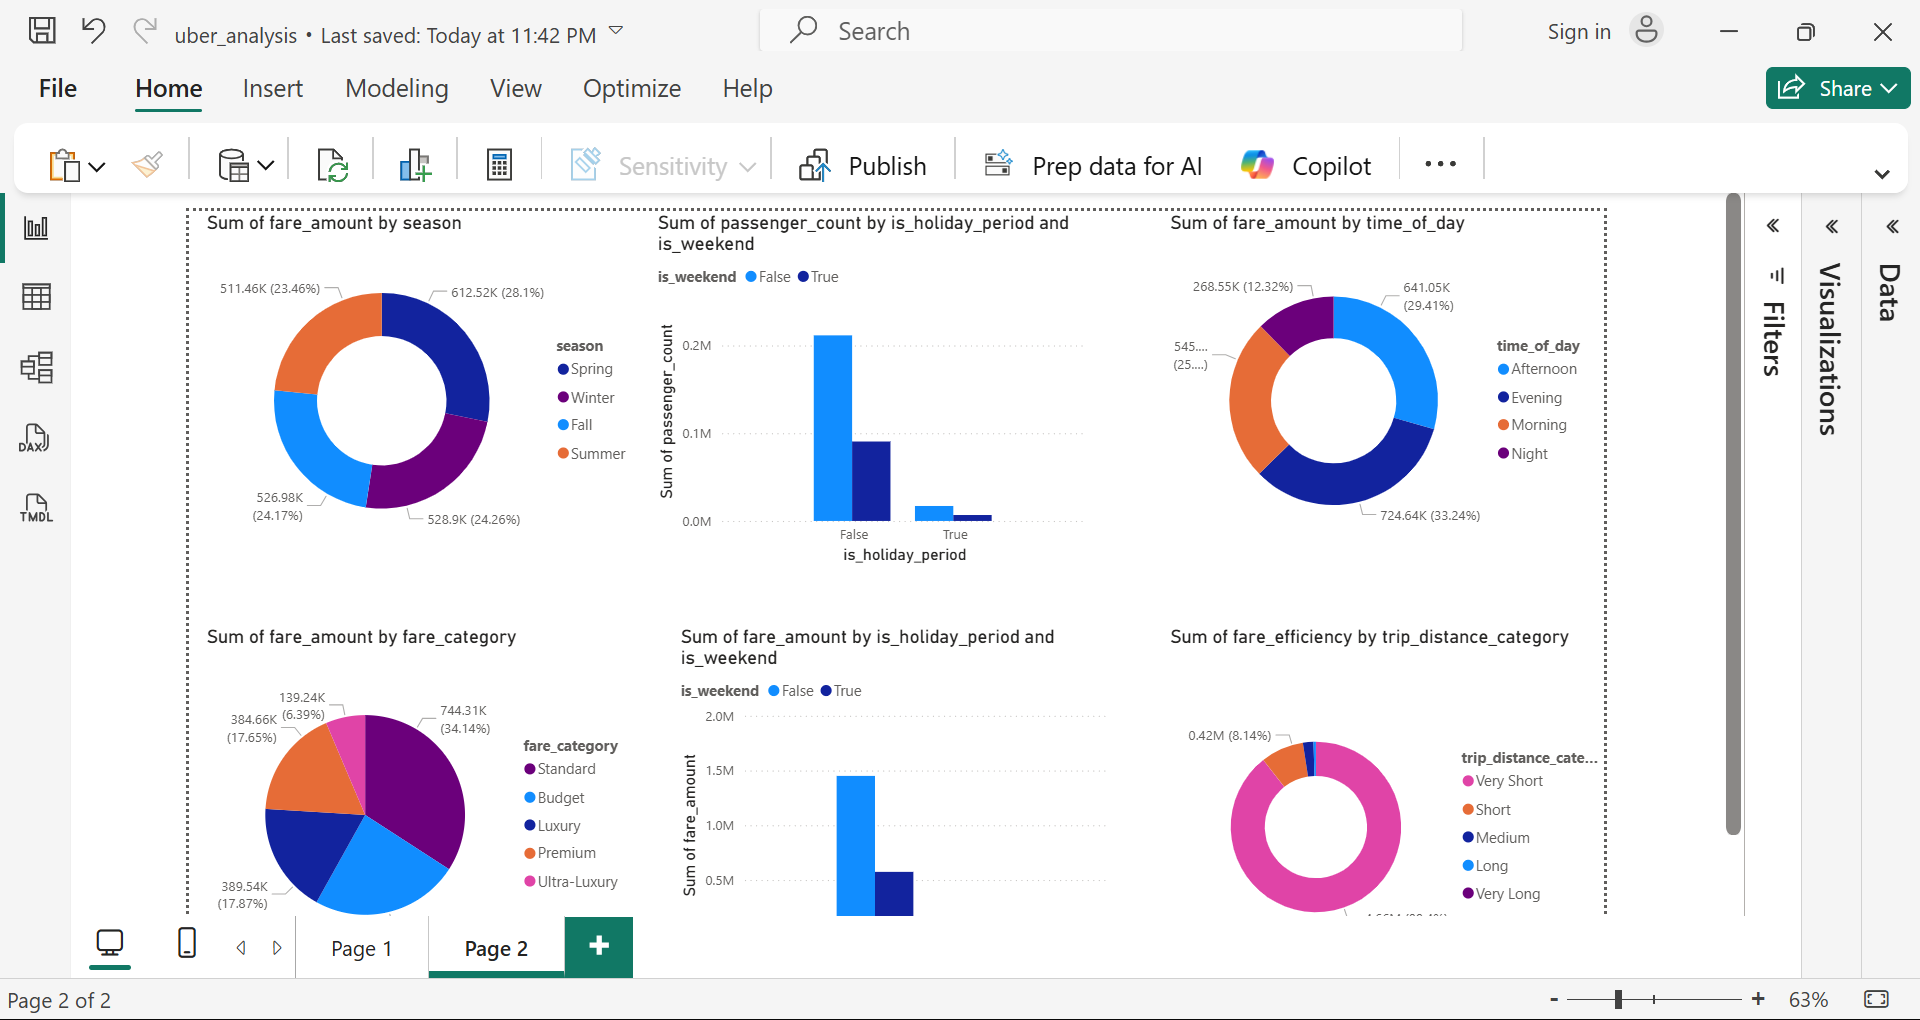 uber_analysis • Last saved: Today at 11:42 PM
Search
Sign in
File
Home
Insert
Modeling
View
Optimize
Help
Share
Sensitivity
Publish
Prep data for AI
Copilot
DAX
TMDL
Sum of fare_amount by season
511.46K (23.46%)
612.52K (28.1%)
526.98K
(24.17%)
528.9K (24.26%)
season
Spring
Winter
Fall
Summer
Sum of passenger_count by is_holiday_period and
is_weekend
is_weekend False True
Sum of passenger_count
0.2M
0.1M
0.0M
False
True
is_holiday_period
Sum of fare_amount by time_of_day
268.55K (12.32%)
641.05K
(29.41%)
545....
(25....)
724.64K (33.24%)
time_of_day
Afternoon
Evening
Morning
Night
Sum of fare_amount by fare_category
139.24K
(6.39%)
384.66K
(17.65%)
744.31K
(34.14%)
389.54K
(17.87%)
fare_category
Standard
Budget
Luxury
Premium
Ultra-Luxury
Sum of fare_amount by is_holiday_period and
is_weekend
is_weekend False True
Sum of fare_amount
2.0M
1.5M
1.0M
0.5M
Sum of fare_efficiency by trip_distance_category
0.42M (8.14%)
trip_distance_cate...
Very Short
Short
Medium
Long
Very Long
Filters
Visualizations
Data
Page 1
Page 2
+
Page 2 of 2
- + 63%